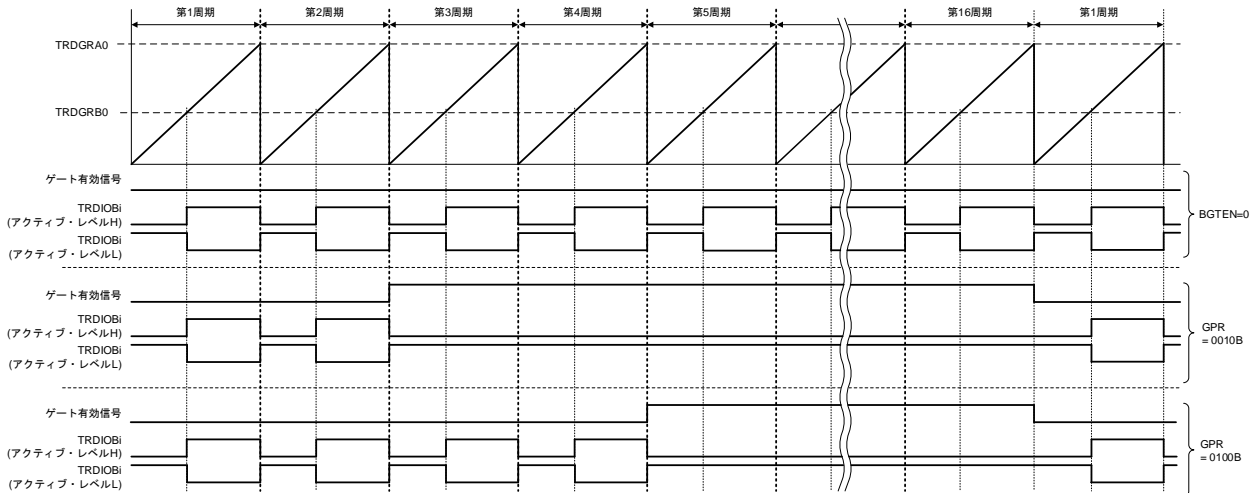 第1周期 第2周期 第3周期 第4周期 第5周期 第16周期 第1周期
TRDGRA0
TRDGRB0
ゲート有効信号
TRDIOBi
(アクティブ・レベルH)
TRDIOBi
(アクティブ・レベルL)
BGTEN=0
ゲート有効信号
TRDIOBi
(アクティブ・レベルH)
TRDIOBi
(アクティブ・レベルL)
GPR
=0010B
ゲート有効信号
TRDIOBi
(アクティブ・レベルH)
TRDIOBi
(アクティブ・レベルL)
GPR
=0100B